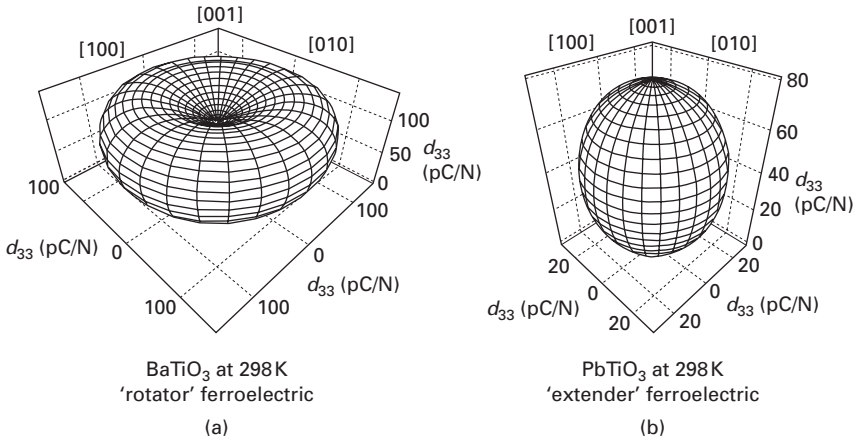 [001]
[100]
[010]
100
50
0
d33 (pC/N)
100
100
0
0
d33 (pC/N)
d33 (pC/N)
100
100
BaTiO3 at 298 K
'rotator' ferroelectric
(a)
[001]
[100]
[010]
80
60
40
20
0
d33 (pC/N)
20
20
0
0
d33 (pC/N)
d33 (pC/N)
20
20
PbTiO3 at 298 K
'extender' ferroelectric
(b)